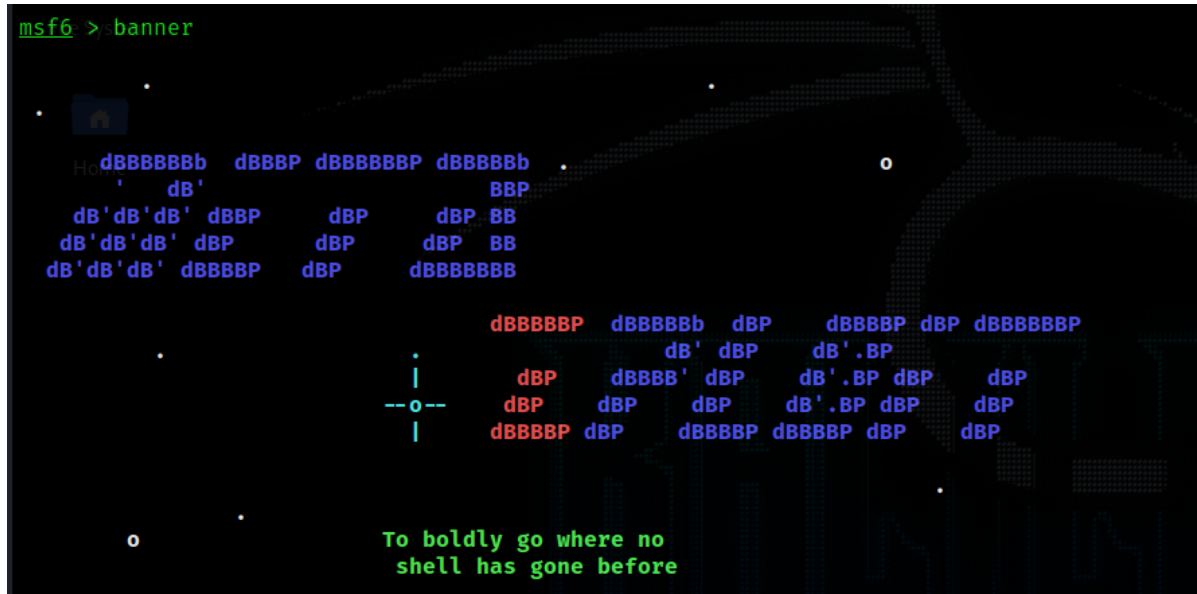 msf6 > banner
dBBBBBBb  dBBBP dBBBBBBP dBBBBBb
'   dB'                     BBP
dB'dB'dB' dBBP     dBP     dBP BB
dB'dB'dB' dBP      dBP     dBP  BB
dB'dB'dB' dBBBBP   dBP     dBBBBBBB
dBBBBBP  dBBBBBb  dBP    dBBBBP dBP dBBBBBBP
.                  dB' dBP    dB'.BP
|       dBP    dBBBB' dBP    dB'.BP dBP    dBP
--o--    dBP    dBP    dBP    dB'.BP dBP    dBP
|     dBBBBP dBP    dBBBBP dBBBBP dBP    dBP
o
To boldly go where no
shell has gone before
Home